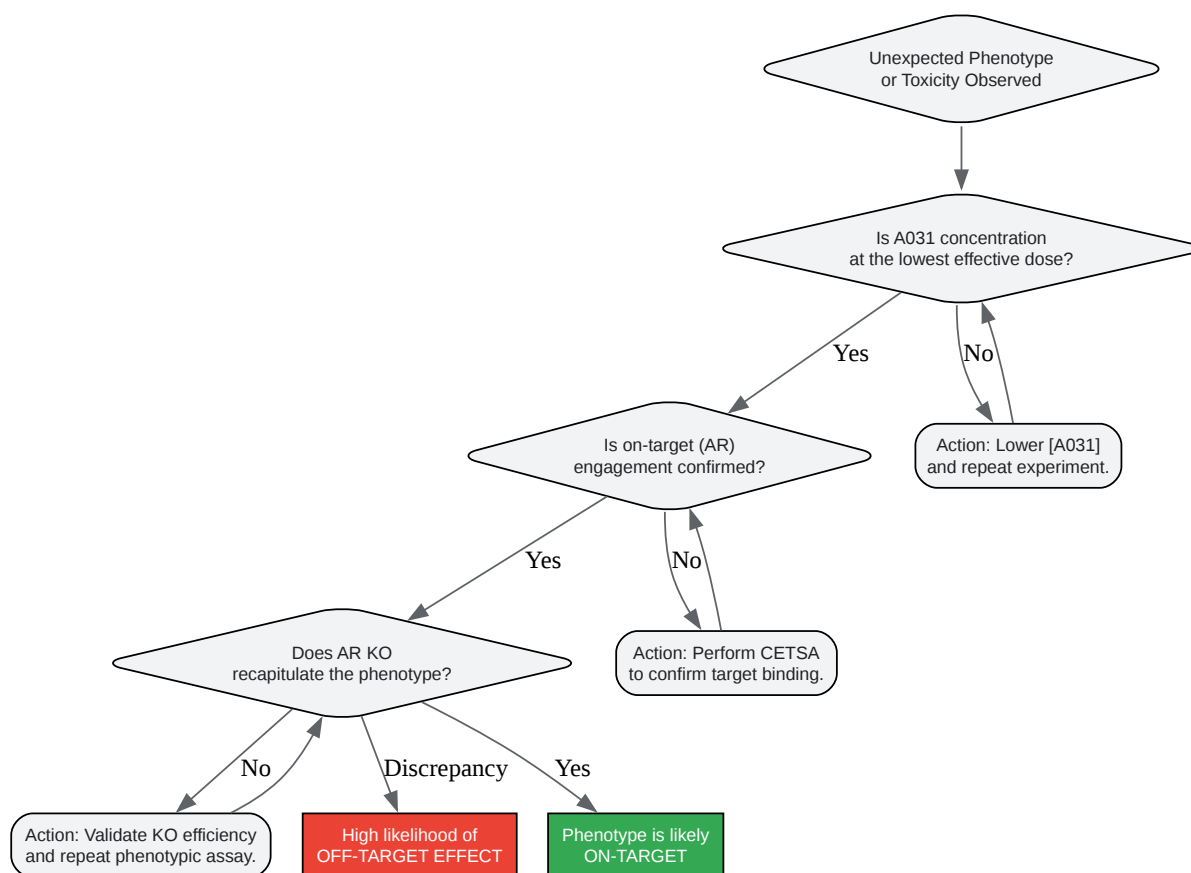 Unexpected Phenotype
or Toxicity Observed
Is A031 concentration
at the lowest effective dose?
Yes
No
Is on-target (AR)
engagement confirmed?
Action: Lower [A031]
and repeat experiment.
Yes
No
Does AR KO
recapitulate the phenotype?
Action: Perform CETSA
to confirm target binding.
No
Discrepancy
Yes
Action: Validate KO efficiency
and repeat phenotypic assay.
High likelihood of
OFF-TARGET EFFECT
Phenotype is likely
ON-TARGET